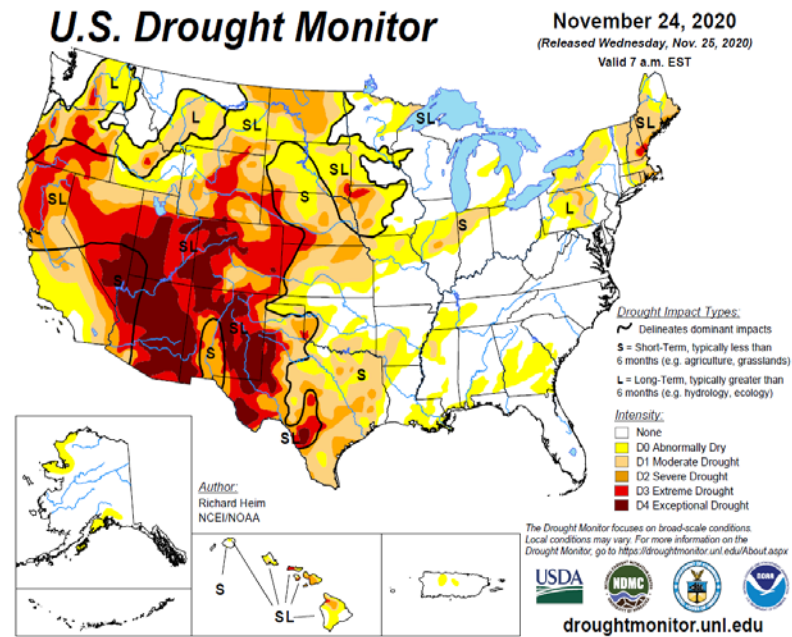 U.S. Drought Monitor
November 24, 2020
(Released Wednesday, Nov. 25, 2020)
Valid 7 a.m. EST
L
L
SL
SL
SL
SL
S
SL
L
S
SL
S
SL
S
S
SL
Drought Impact Types:
Delineates dominant impacts
S = Short-Term, typically less than
6 months (e.g. agriculture, grasslands)
L = Long-Term, typically greater than
6 months (e.g. hydrology, ecology)
Intensity:
None
D0 Abnormally Dry
D1 Moderate Drought
D2 Severe Drought
D3 Extreme Drought
D4 Exceptional Drought
Author:
Richard Heim
NCEI/NOAA
S
SL
The Drought Monitor focuses on broad-scale conditions.
Local conditions may vary. For more information on the
Drought Monitor, go to https://droughtmonitor.unl.edu/About.aspx
USDA
NDMC
NOAA
droughtmonitor.unl.edu